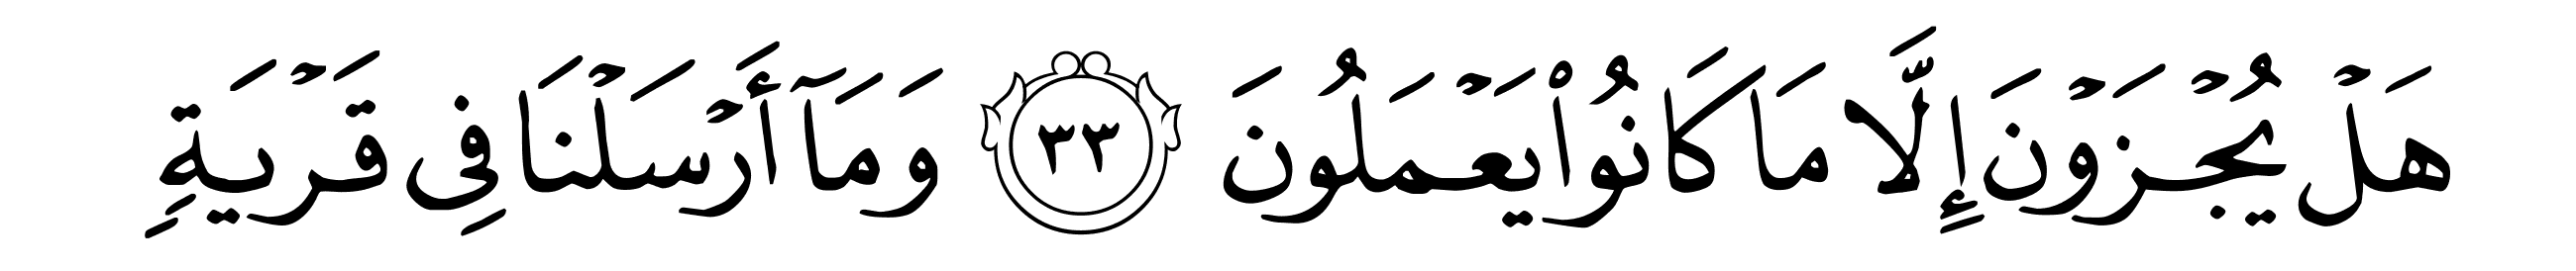 هَلْ يُجْزَوْنَ إِلَّا مَا كَانُوا۟ يَعْمَلُونَ ٣٣ وَمَآ أَرْسَلْنَا فِى قَرْيَةٍ